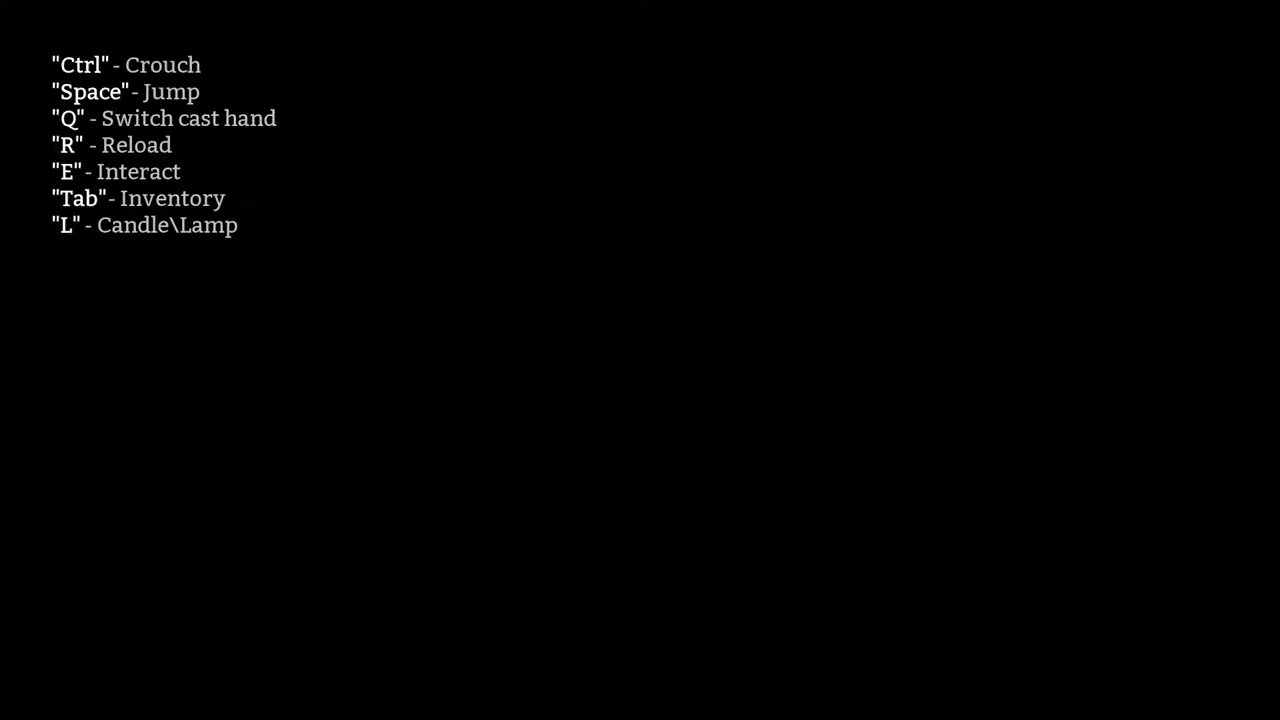 "Ctrl" - Crouch
"Space" - Jump
"Q" - Switch cast hand
"R" - Reload
"E" - Interact
"Tab" - Inventory
"L" - Candle\Lamp